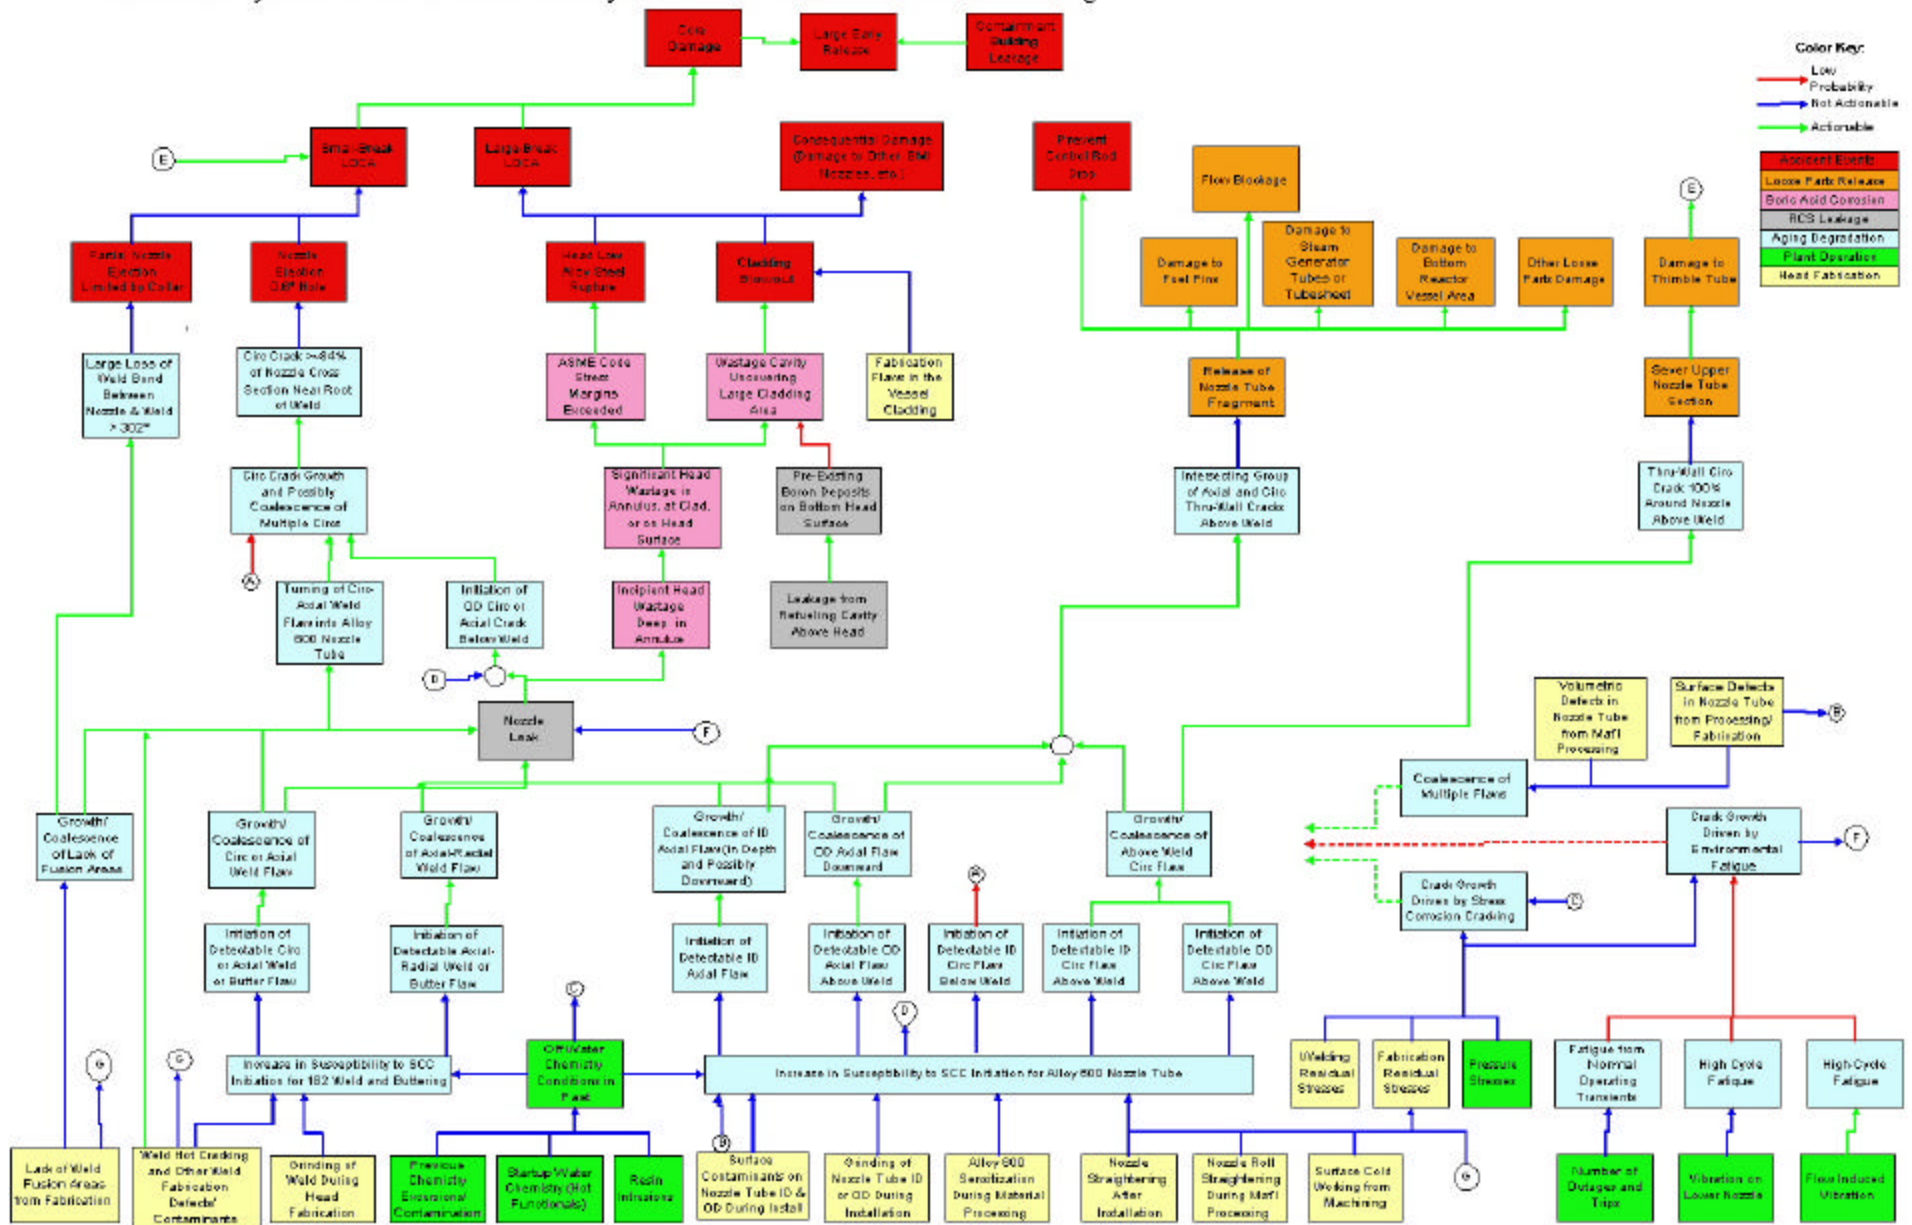 Core
Damage
Large Early
Release
Containment
Building
Leakage
Color Key:
Low
Probability
Not Actionable
Actionable
Accident Events
Loose Parts Release
Boric Acid Corrosion
RCS Leakage
Aging Degradation
Plant Operation
Head Fabrication
E
Small-Break
LOCA
Large-Break
LOCA
Consequential Damage
(Damage to Other BMI
Nozzles, etc.)
Prevent
Control Rod
Drop
Flow Blockage
E
Partial Nozzle
Ejection
Limited by Collar
Nozzle
Ejection
0.6" Hole
Head Low
Alloy Steel
Rupture
Cladding
Blowout
Damage to
Fuel Pins
Damage to
Steam
Generator
Tubes or
Tubesheet
Damage to
Bottom
Reactor
Vessel Area
Other Loose
Parts Damage
Damage to
Thimble Tube
Large Loss of
Weld Bond
Between
Nozzle & Weld
> 302°
Circ Crack >~84%
of Nozzle Cross
Section Near Root
of Weld
ASME Code
Stress
Margins
Exceeded
Wastage Cavity
Uncovering
Large Cladding
Area
Fabrication
Flaws in the
Vessel
Cladding
Release of
Nozzle Tube
Fragment
Sever Upper
Nozzle Tube
Section
Circ Crack Growth
and Possibly
Coalescence of
Multiple Circs
Significant Head
Wastage in
Annulus, at Clad,
or on Head
Surface
Pre-Existing
Boron Deposits
on Bottom Head
Surface
Intersecting Group
of Axial and Circ
Thru-Wall Cracks
Above Weld
Thru-Wall Circ
Crack 100%
Around Nozzle
Above Weld
A
Turning of Circ-
Axial Weld
Flaw into Alloy
600 Nozzle
Tube
Initiation of
OD Circ or
Axial Crack
Below Weld
Incipient Head
Wastage
Deep in
Annulus
Leakage from
Refueling Cavity
Above Head
D
Nozzle
Leak
F
Volumetric
Defects in
Nozzle Tube
from Mat'l
Processing
Surface Defects
in Nozzle Tube
from Processing/
Fabrication
B
Coalescence of
Multiple Flaws
Growth/
Coalescence
of Lack of
Fusion Areas
Growth/
Coalescence of
Circ or Axial
Weld Flaw
Growth/
Coalescence
of Axial-Radial
Weld Flaw
Growth/
Coalescence of ID
Axial Flaw (in Depth
and Possibly
Downward)
Growth/
Coalescence of
OD Axial Flaw
Downward
Growth/
Coalescence of
Above Weld
Circ Flaw
Crack Growth
Driven by
Environmental
Fatigue
F
A
Crack Growth
Driven by Stress
Corrosion Cracking
C
Initiation of
Detectable Circ
or Axial Weld
or Butter Flaw
Initiation of
Detectable Axial-
Radial Weld or
Butter Flaw
Initiation of
Detectable ID
Axial Flaw
Initiation of
Detectable OD
Axial Flaw
Above Weld
Initiation of
Detectable ID
Circ Flaw
Below Weld
Initiation of
Detectable ID
Circ Flaw
Above Weld
Initiation of
Detectable OD
Circ Flaw
Above Weld
C
D
G
G
Increase in Susceptibility to SCC
Initiation for 182 Weld and Buttering
Off Water
Chemistry
Conditions in
Past
Increase in Susceptibility to SCC Initiation for Alloy 600 Nozzle Tube
Welding
Residual
Stresses
Fabrication
Residual
Stresses
Pressure
Stresses
Fatigue from
Normal
Operating
Transients
High Cycle
Fatigue
High-Cycle
Fatigue
B
Lack of Weld
Fusion Areas
from Fabrication
Weld Hot Cracking
and Other Weld
Fabrication
Defects/
Contaminants
Grinding of
Weld During
Head
Fabrication
Previous
Chemistry
Excursions/
Contamination
Startup Water
Chemistry (Hot
Functionals)
Resin
Intrusions
Surface
Contaminants on
Nozzle Tube ID &
OD During Install
Grinding of
Nozzle Tube ID
or OD During
Installation
Alloy 600
Sensitization
During Material
Processing
Nozzle
Straightening
After
Installation
Nozzle Roll
Straightening
During Mat'l
Processing
Surface Cold
Working from
Machining
G
Number of
Outages and
Trips
Vibration on
Lower Nozzle
Flow Induced
Vibration